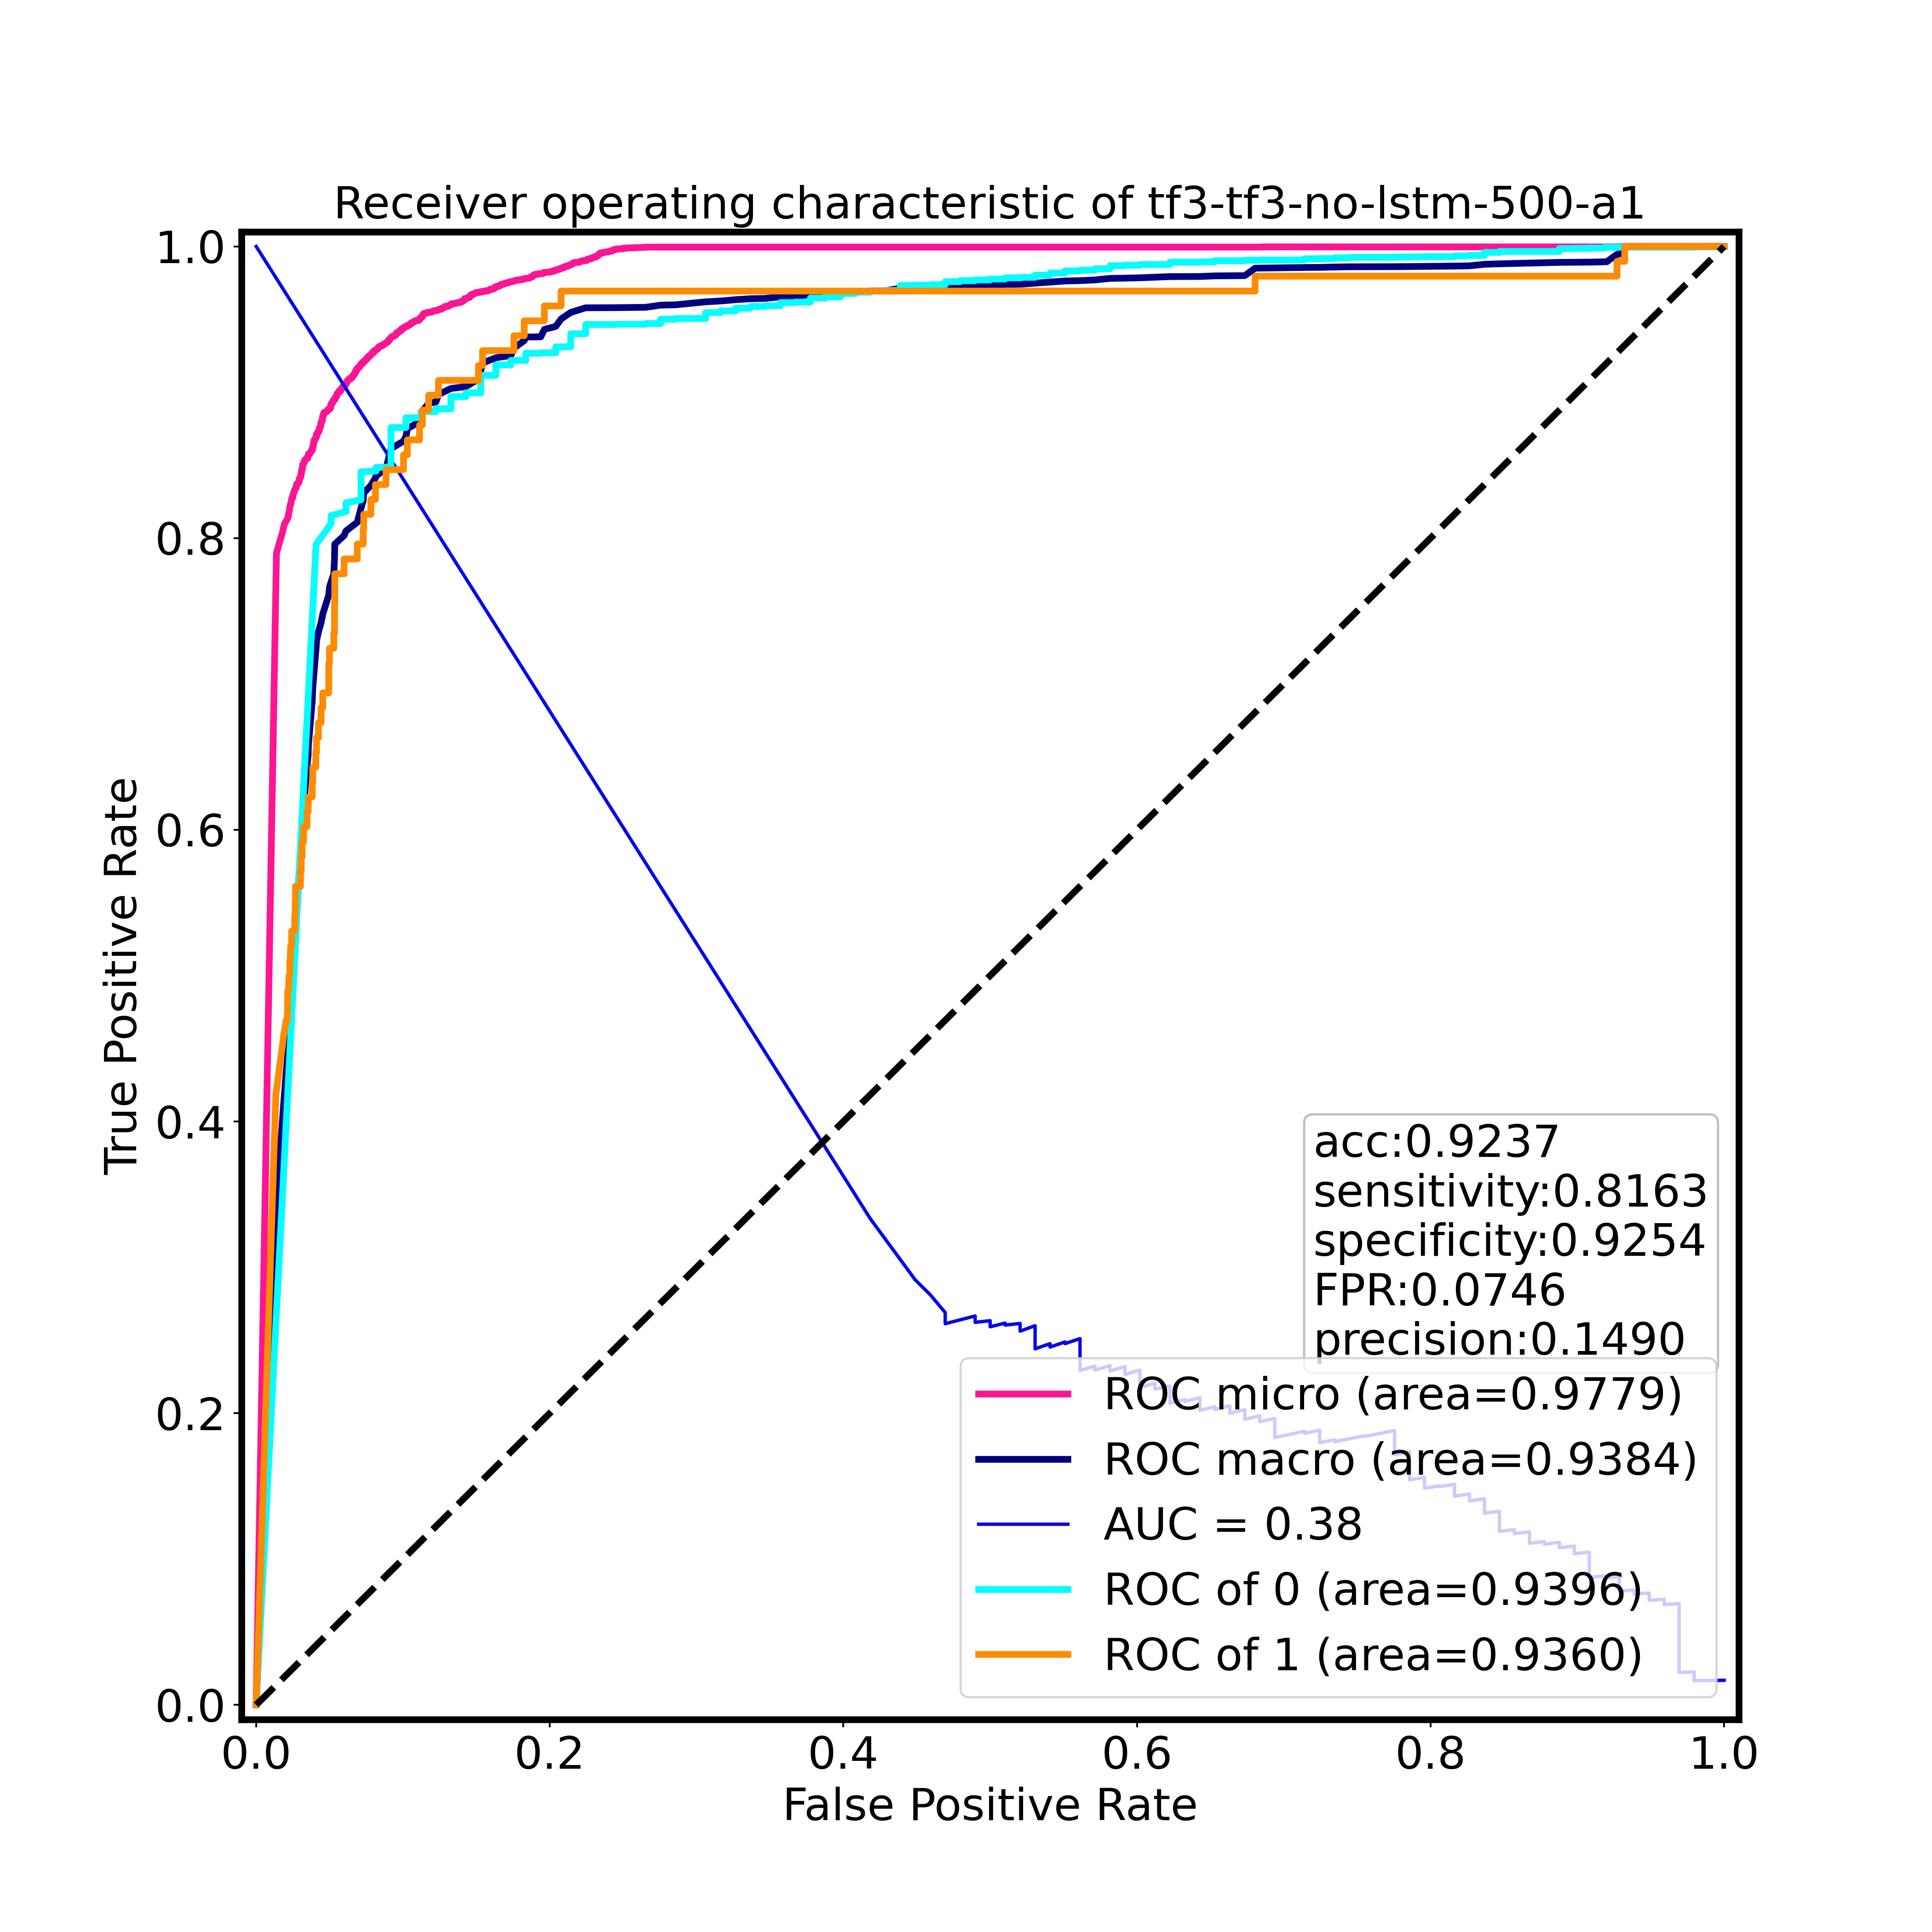 Receiver operating characteristic of tf3-tf3-no-lstm-500-a1
1.0
0.8
0.6
0.4
0.2
0.0
True Positive Rate
acc:0.9237
sensitivity:0.8163
specificity:0.9254
FPR:0.0746
precision:0.1490
ROC micro (area=0.9779)
ROC macro (area=0.9384)
AUC = 0.38
ROC of 0 (area=0.9396)
ROC of 1 (area=0.9360)
0.0 0.2 0.4 0.6 0.8 1.0
False Positive Rate